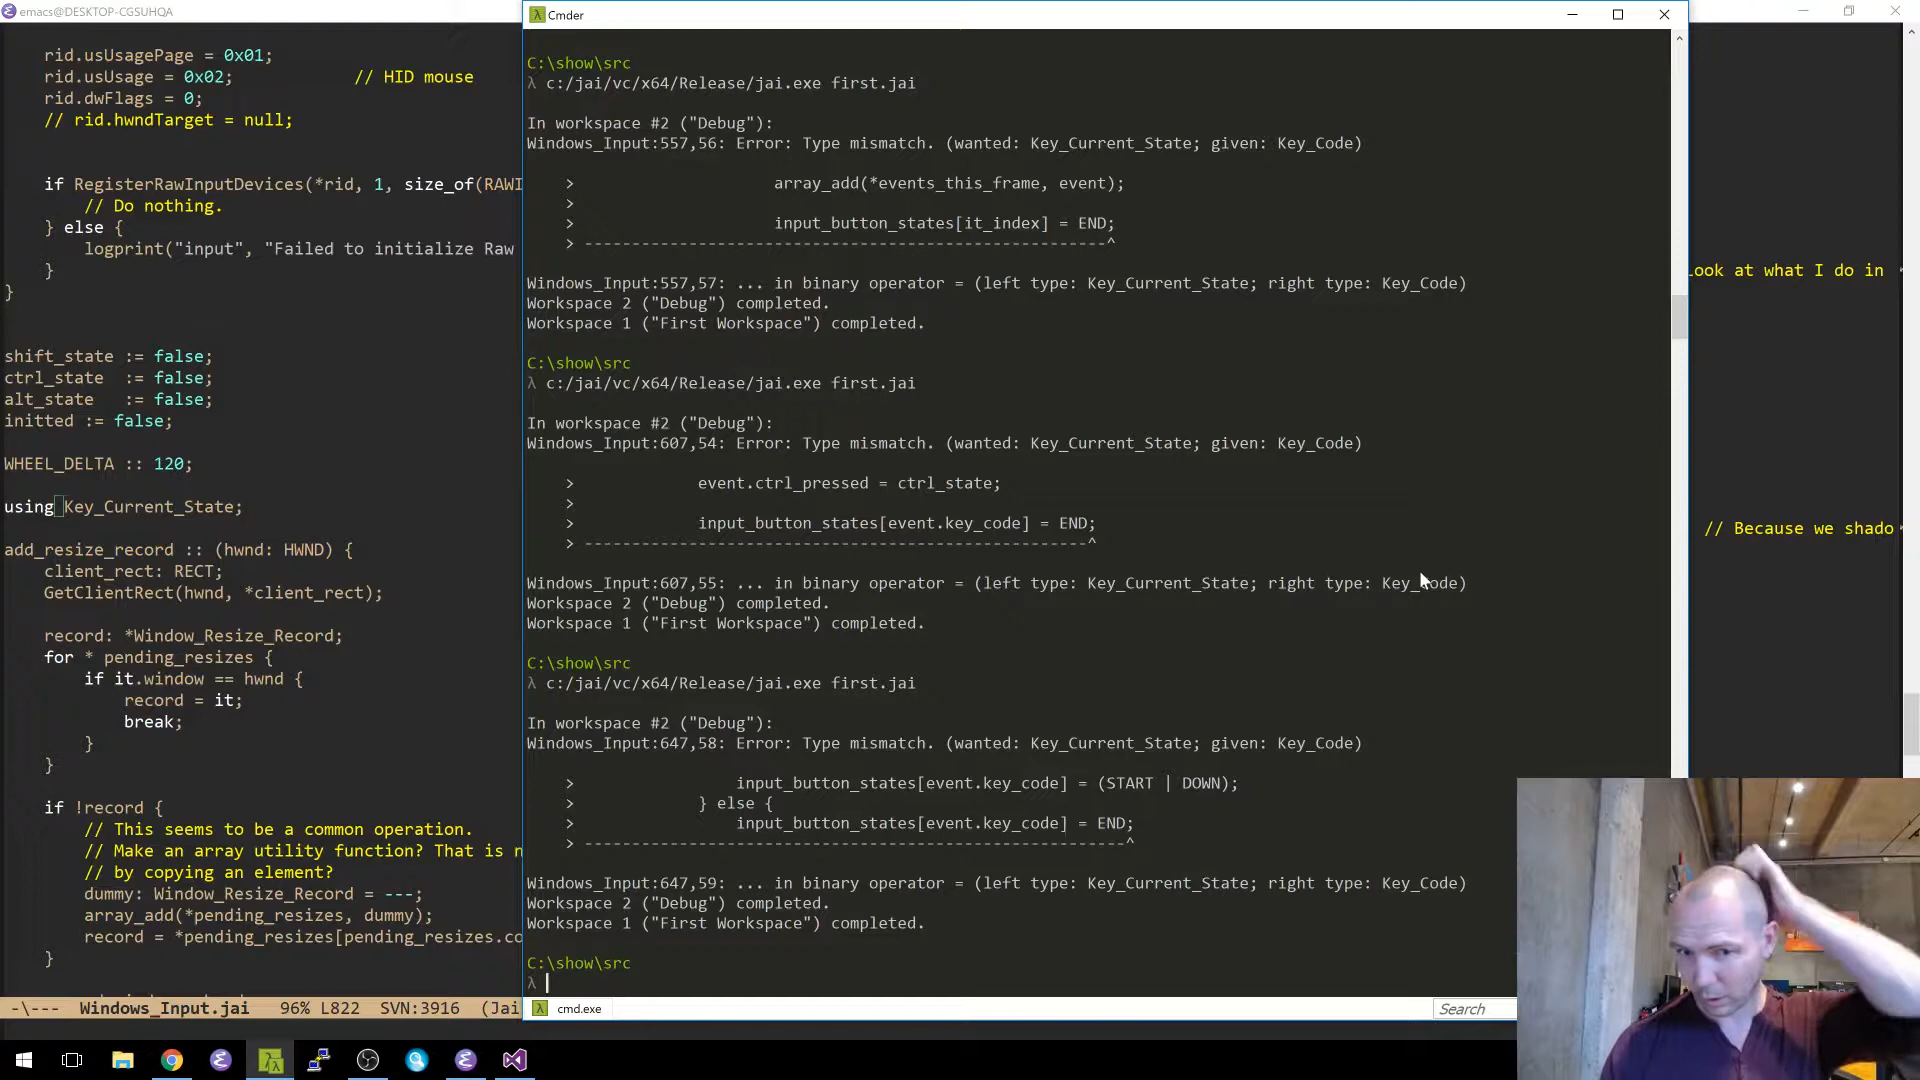 emacs@DESKTOP-CGSUHQA
rid.usUsagePage = 0x01;
rid.usUsage = 0x02; // HID mouse
rid.dwFlags = 0;
// rid.hwndTarget = null;
if RegisterRawInputDevices(*rid, 1, size_of(RAWI
// Do nothing.
} else {
logprint("input", "Failed to initialize Raw
}
}
shift_state := false;
ctrl_state := false;
alt_state := false;
initted := false;
WHEEL_DELTA :: 120;
using Key_Current_State;
add_resize_record :: (hwnd: HWND) {
client_rect: RECT;
GetClientRect(hwnd, *client_rect);
record: *Window_Resize_Record;
for * pending_resizes {
if it.window == hwnd {
record = it;
break;
}
}
if !record {
// This seems to be a common operation.
// Make an array utility function? That is n
// by copying an element?
dummy: Window_Resize_Record = ---;
array_add(*pending_resizes, dummy);
record = *pending_resizes[pending_resizes.co
}
-\--- Windows_Input.jai 96% L822 SVN:3916 (Jai
Cmder
C:\show\src
λ c:/jai/vc/x64/Release/jai.exe first.jai
In workspace #2 ("Debug"):
Windows_Input:557,56: Error: Type mismatch. (wanted: Key_Current_State; given: Key_Code)
> array_add(*events_this_frame, event);
>
> input_button_states[it_index] = END;
> -------------------------------------------------------^
Windows_Input:557,57: ... in binary operator = (left type: Key_Current_State; right type: Key_Code)
Workspace 2 ("Debug") completed.
Workspace 1 ("First Workspace") completed.
C:\show\src
λ c:/jai/vc/x64/Release/jai.exe first.jai
In workspace #2 ("Debug"):
Windows_Input:607,54: Error: Type mismatch. (wanted: Key_Current_State; given: Key_Code)
> event.ctrl_pressed = ctrl_state;
>
> input_button_states[event.key_code] = END;
> -----------------------------------------------------^
Windows_Input:607,55: ... in binary operator = (left type: Key_Current_State; right type: Key_Code)
Workspace 2 ("Debug") completed.
Workspace 1 ("First Workspace") completed.
C:\show\src
λ c:/jai/vc/x64/Release/jai.exe first.jai
In workspace #2 ("Debug"):
Windows_Input:647,58: Error: Type mismatch. (wanted: Key_Current_State; given: Key_Code)
> input_button_states[event.key_code] = (START | DOWN);
> } else {
> input_button_states[event.key_code] = END;
> ---------------------------------------------------------^
Windows_Input:647,59: ... in binary operator = (left type: Key_Current_State; right type: Key_Code)
Workspace 2 ("Debug") completed.
Workspace 1 ("First Workspace") completed.
C:\show\src
λ
cmd.exe
Search
look at what I do in
// Because we shado